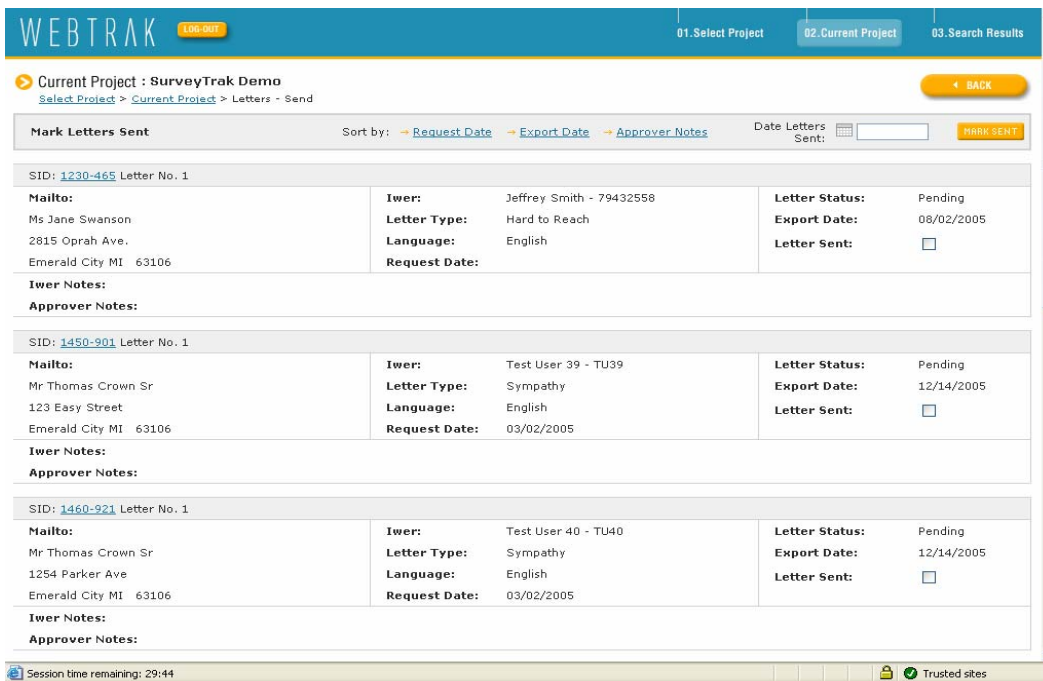 WEBTRAK LOG-OUT 01.Select Project 02.Current Project 03.Search Results
Current Project : SurveyTrak Demo
Select Project > Current Project > Letters - Send
◄ BACK
Mark Letters Sent Sort by: → Request Date → Export Date → Approver Notes Date Letters Sent: MARK SENT
SID: 1230-465 Letter No. 1
Mailto: Iwer: Jeffrey Smith - 79432558 Letter Status: Pending
Ms Jane Swanson Letter Type: Hard to Reach Export Date: 08/02/2005
2815 Oprah Ave. Language: English Letter Sent:
Emerald City MI 63106 Request Date:
Iwer Notes:
Approver Notes:
SID: 1450-901 Letter No. 1
Mailto: Iwer: Test User 39 - TU39 Letter Status: Pending
Mr Thomas Crown Sr Letter Type: Sympathy Export Date: 12/14/2005
123 Easy Street Language: English Letter Sent:
Emerald City MI 63106 Request Date: 03/02/2005
Iwer Notes:
Approver Notes:
SID: 1460-921 Letter No. 1
Mailto: Iwer: Test User 40 - TU40 Letter Status: Pending
Mr Thomas Crown Sr Letter Type: Sympathy Export Date: 12/14/2005
1254 Parker Ave Language: English Letter Sent:
Emerald City MI 63106 Request Date: 03/02/2005
Iwer Notes:
Approver Notes:
Session time remaining: 29:44 Trusted sites